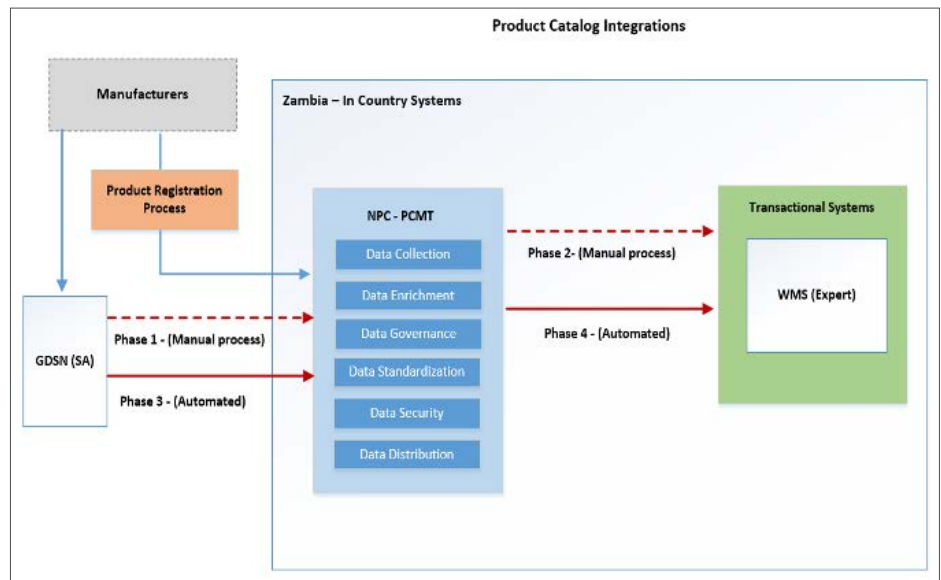 Product Catalog Integrations
Manufacturers
Zambia – In Country Systems
Product Registration
Process
NPC - PCMT
Data Collection
Data Enrichment
Data Governance
Data Standardization
Data Security
Data Distribution
Transactional Systems
WMS (Expert)
Phase 2- (Manual process)
Phase 4 - (Automated)
GDSN (SA)
Phase 1 - (Manual process)
Phase 3 - (Automated)